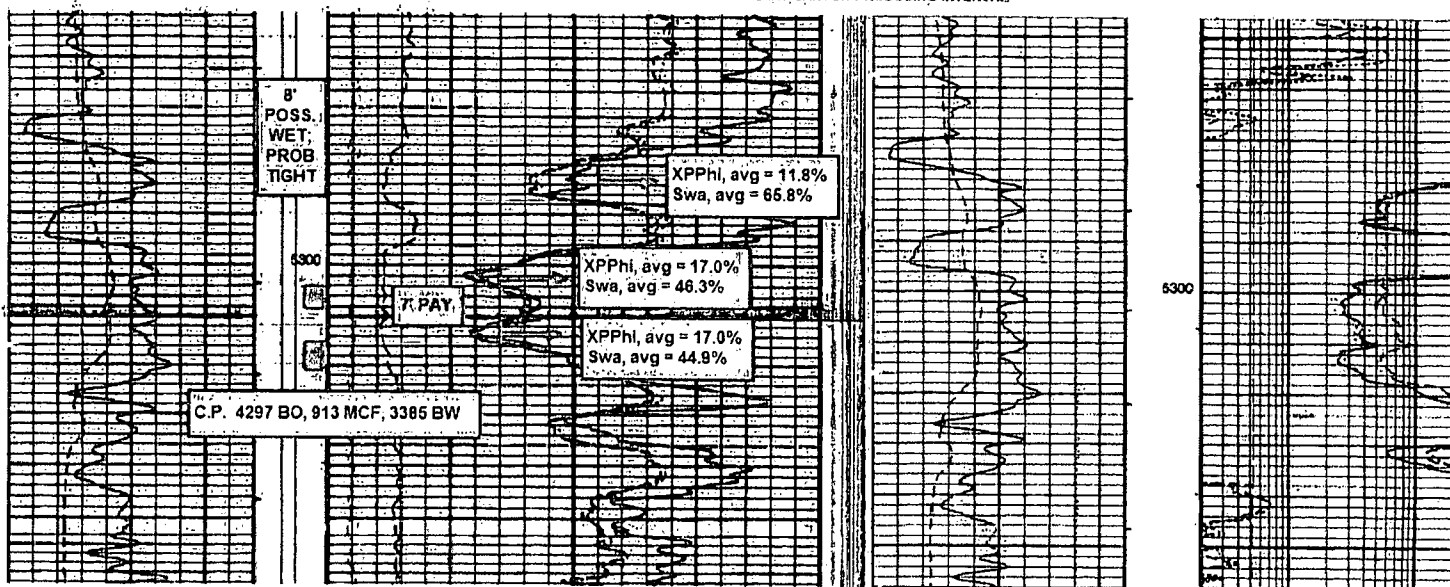 8'
POSS.
WET;
PROB
TIGHT
XPPhi, avg = 11.8%
Swa, avg = 65.8%
5300
XPPhi, avg = 17.0%
Swa, avg = 46.3%
7' PAY
XPPhi, avg = 17.0%
Swa, avg = 44.9%
C.P. 4297 BO, 913 MCF, 3385 BW
5300